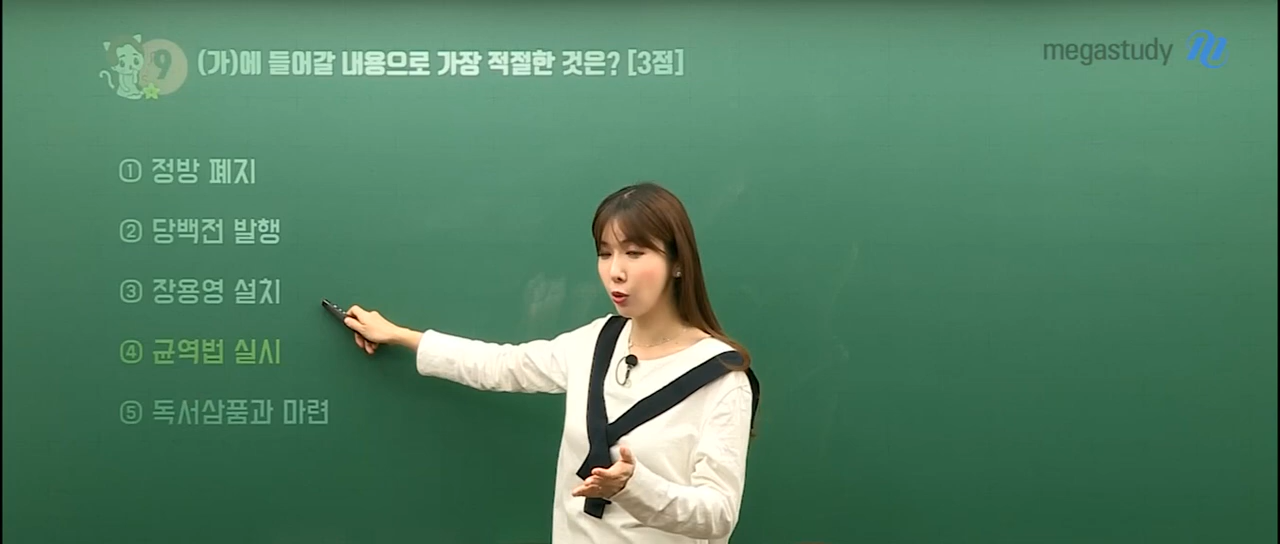 9 (가)에 들어갈 내용으로 가장 적절한 것은? [3점]
megastudy
① 정방 폐지
② 당백전 발행
③ 장용영 설치
④ 균역법 실시
⑤ 독서삼품과 마련